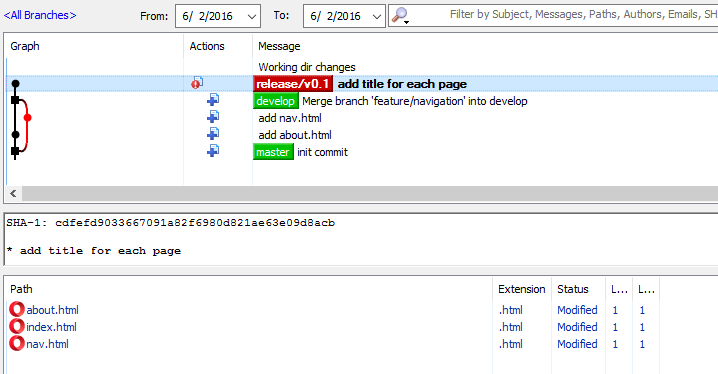 <All Branches> From: 6/ 2/2016 To: 6/ 2/2016 Filter by Subject, Messages, Paths, Authors, Emails, SH
Graph Actions Message
Working dir changes
release/v0.1 add title for each page
develop Merge branch 'feature/navigation' into develop
add nav.html
add about.html
master init commit
SHA-1: cdfefd9033667091a82f6980d821ae63e09d8acb
* add title for each page
Path Extension Status L... L...
about.html .html Modified 1 1
index.html .html Modified 1 1
nav.html .html Modified 1 1